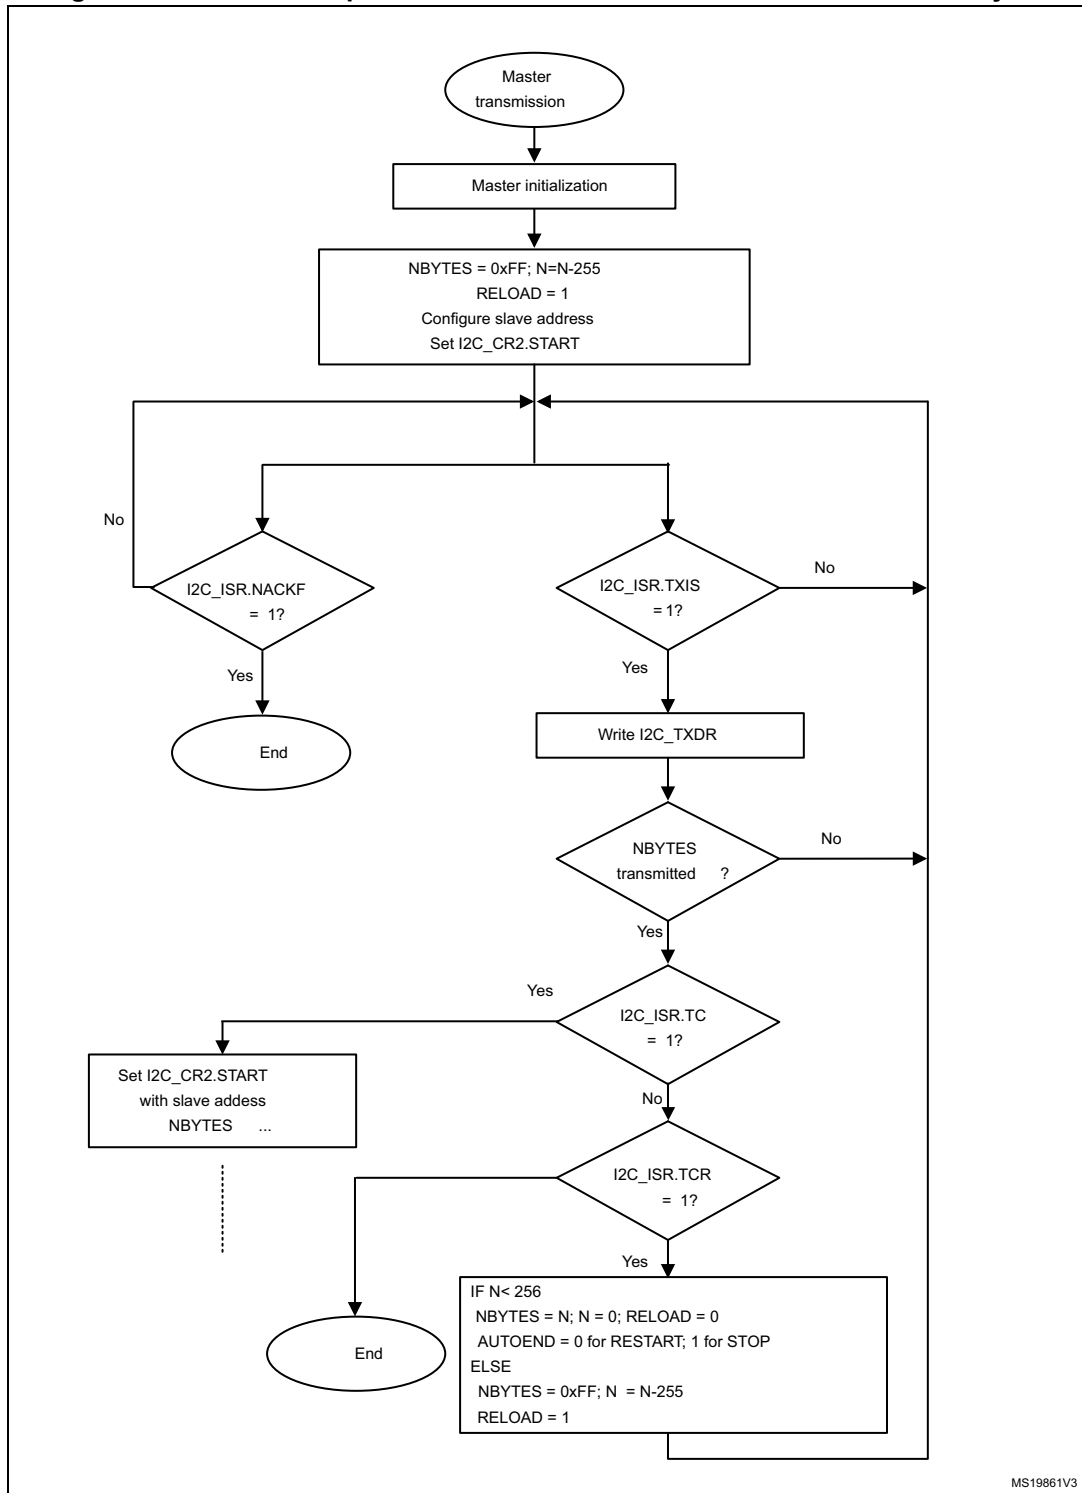 Master
transmission
Master initialization
NBYTES = 0xFF; N=N-255
RELOAD = 1
Configure slave address
Set I2C_CR2.START
No
I2C_ISR.NACKF
= 1?
Yes
End
I2C_ISR.TXIS
= 1?
No
Yes
Write I2C_TXDR
NBYTES
transmitted ?
No
Yes
I2C_ISR.TC
= 1?
Yes
Set I2C_CR2.START
with slave addess
NBYTES ...
No
I2C_ISR.TCR
= 1?
Yes
End
IF N< 256
NBYTES = N; N = 0; RELOAD = 0
AUTOEND = 0 for RESTART; 1 for STOP
ELSE
NBYTES = 0xFF; N = N-255
RELOAD = 1
MS19861V3